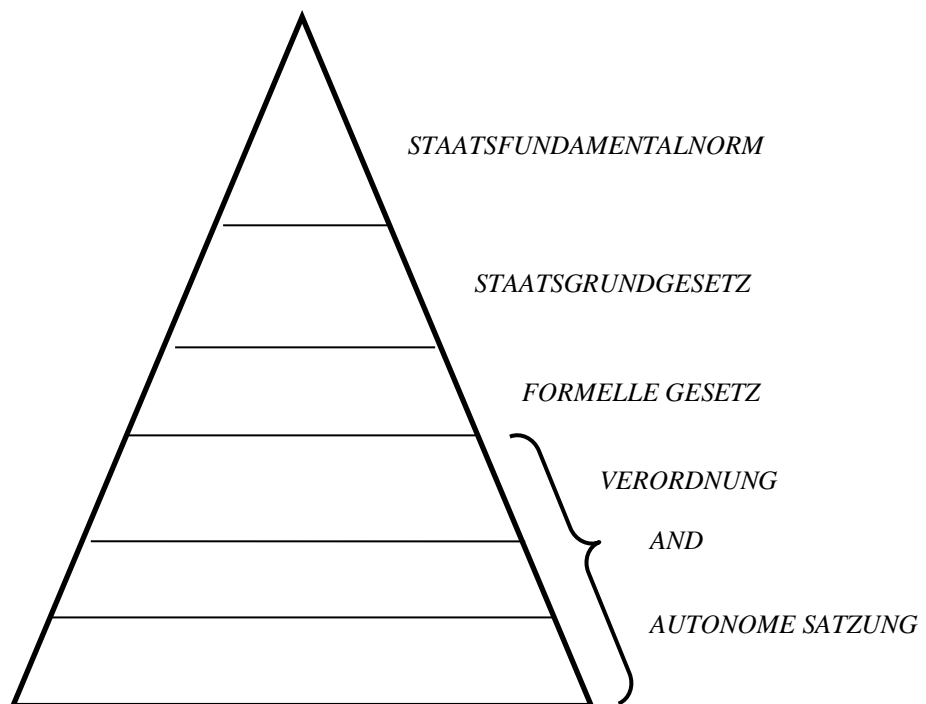 STAATSFUNDAMENTALNORM
STAATSGRUNDGESETZ
FORMELLE GESETZ
VERORDNUNG
AND
AUTONOME SATZUNG